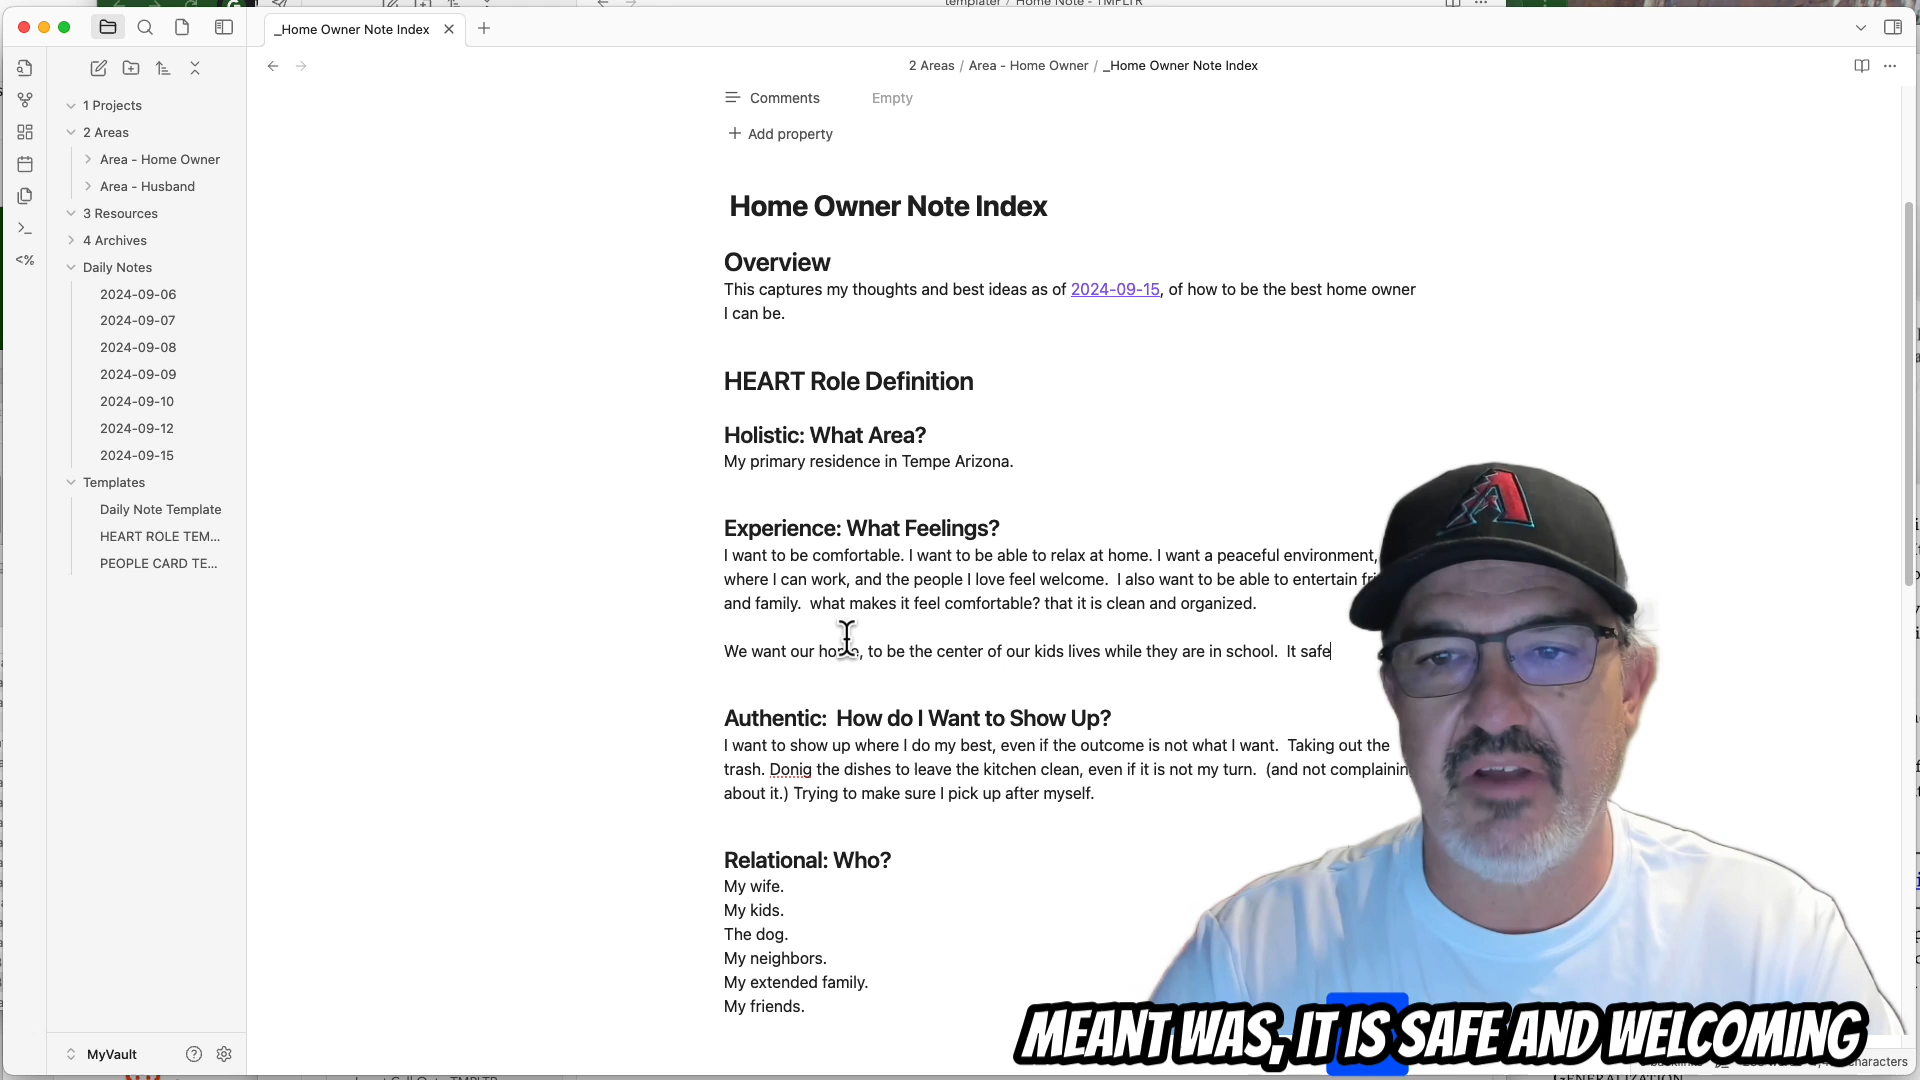 templater / Home Note - TMPLTR
_Home Owner Note Index
2 Areas / Area - Home Owner / _Home Owner Note Index
1 Projects
2 Areas
Area - Home Owner
Area - Husband
3 Resources
4 Archives
Daily Notes
2024-09-06
2024-09-07
2024-09-08
2024-09-09
2024-09-10
2024-09-12
2024-09-15
Templates
Daily Note Template
HEART ROLE TEM...
PEOPLE CARD TE...
MyVault
Comments Empty
Add property
Home Owner Note Index
Overview
This captures my thoughts and best ideas as of 2024-09-15, of how to be the best home owner
I can be.
HEART Role Definition
Holistic: What Area?
My primary residence in Tempe Arizona.
Experience: What Feelings?
I want to be comfortable. I want to be able to relax at home. I want a peaceful environment,
where I can work, and the people I love feel welcome.  I also want to be able to entertain
and family.  what makes it feel comfortable? that it is clean and organized.
We want our , to be the center of our kids lives while they are in school.  It safe
Authentic:  How do I Want to Show Up?
I want to show up where I do my best, even if the outcome is not what I want.  Taking out the
trash. Donig the dishes to leave the kitchen clean, even if it is not my turn.  (and not complainin
about it.) Trying to make sure I pick up after myself.
Relational: Who?
My wife.
My kids.
The dog.
My neighbors.
My extended family.
My friends.
MEANT WAS, IT IS SAFE AND WELCOMING
characters